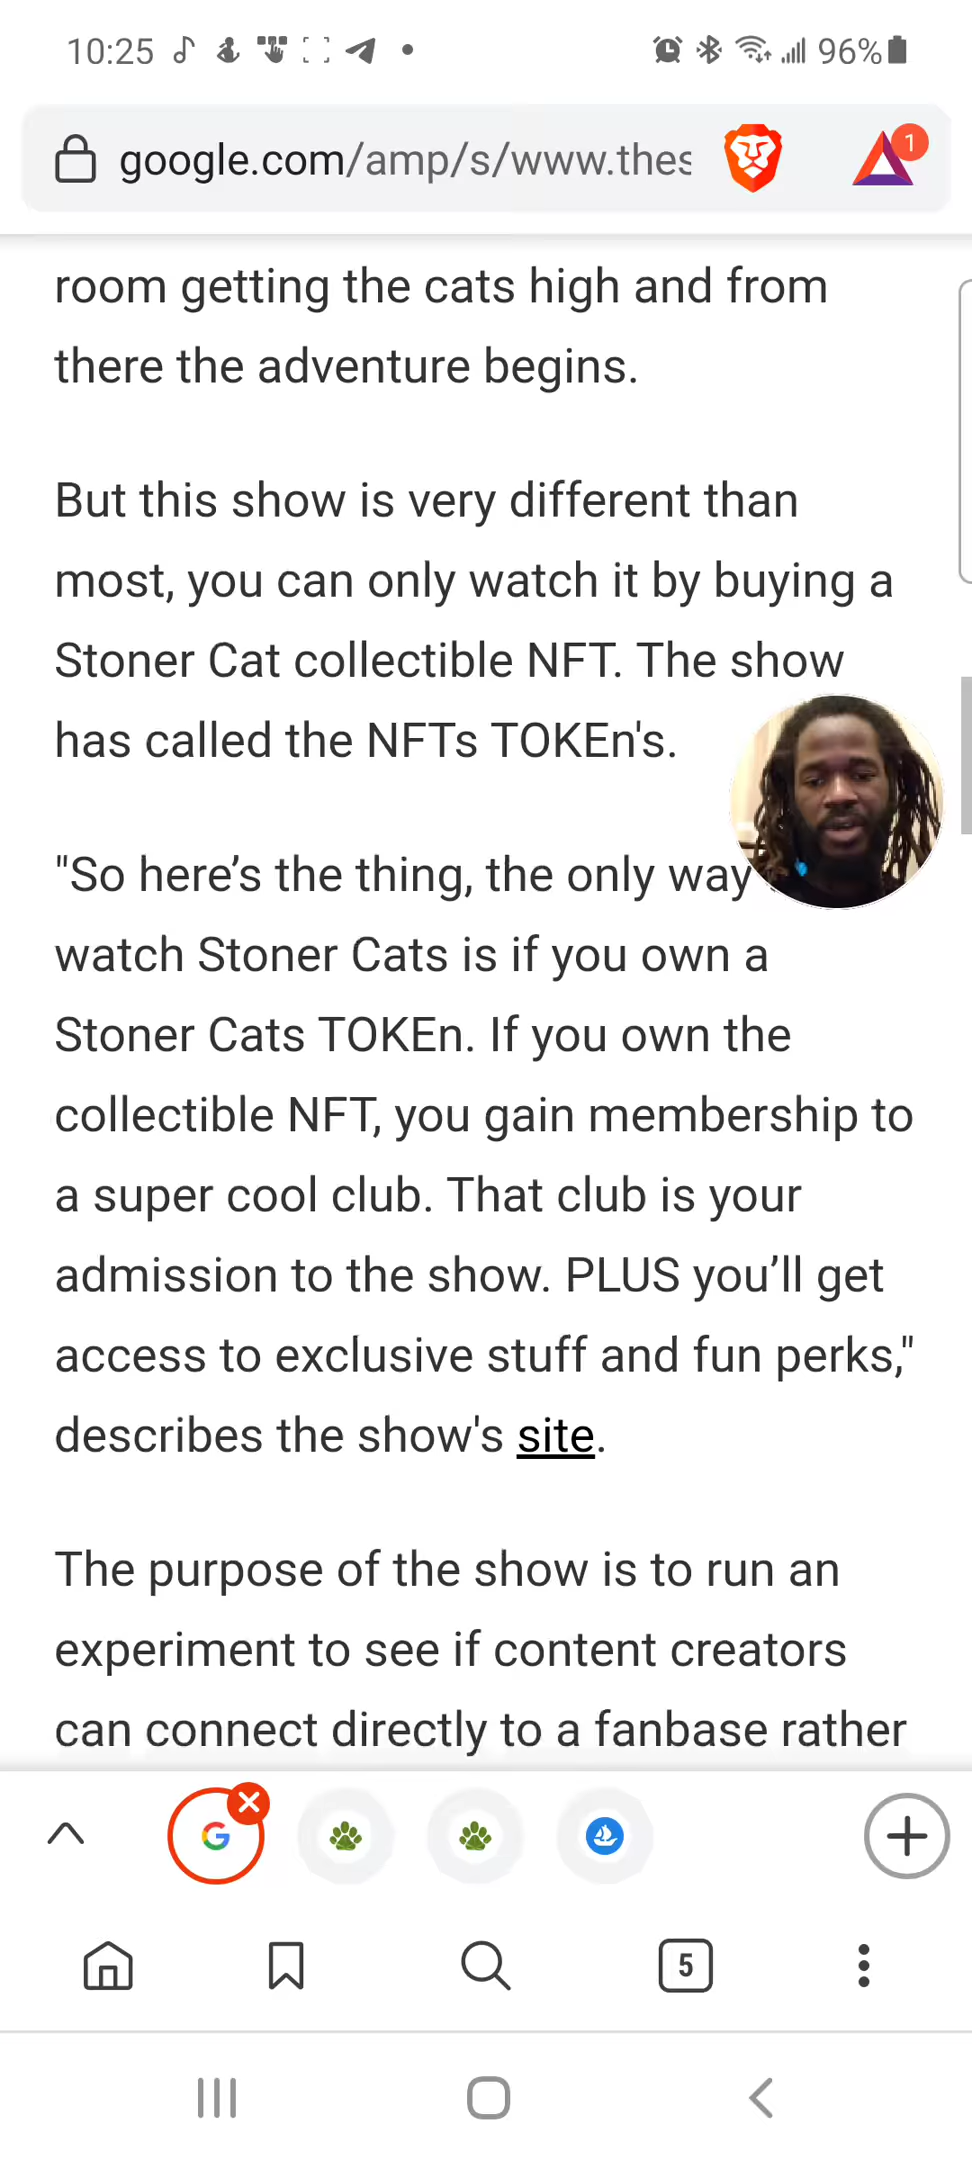 10:25
96%
google.com/amp/s/www.thes
1
room getting the cats high and from
there the adventure begins.
But this show is very different than
most, you can only watch it by buying a
Stoner Cat collectible NFT. The show
has called the NFTs TOKEn's.
"So here’s the thing, the only way
watch Stoner Cats is if you own a
Stoner Cats TOKEn. If you own the
collectible NFT, you gain membership to
a super cool club. That club is your
admission to the show. PLUS you’ll get
access to exclusive stuff and fun perks,"
describes the show's site.
The purpose of the show is to run an
experiment to see if content creators
can connect directly to a fanbase rather
5